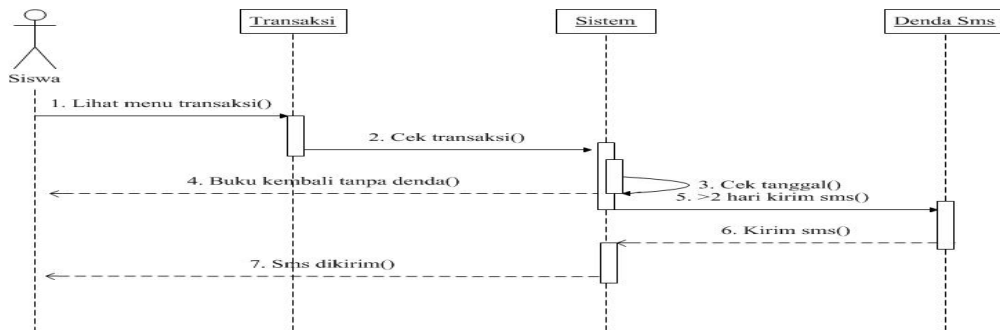 Transaksi
Sistem
Denda Sms
Siswa
1. Lihat menu transaksi()
2. Cek transaksi()
3. Cek tanggal()
4. Buku kembali tanpa denda()
5. >2 hari kirim sms()
6. Kirim sms()
7. Sms dikirim()